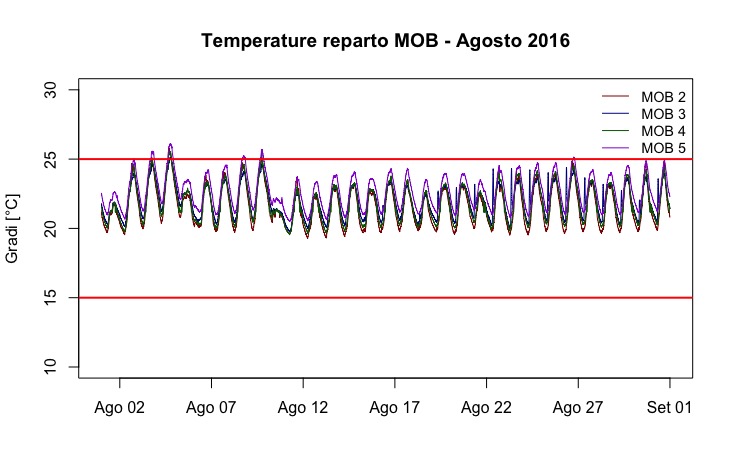 Temperature reparto MOB - Agosto 2016
Gradi [°C]
30
25
20
15
10
MOB 2
MOB 3
MOB 4
MOB 5
Ago 02 Ago 07 Ago 12 Ago 17 Ago 22 Ago 27 Set 01